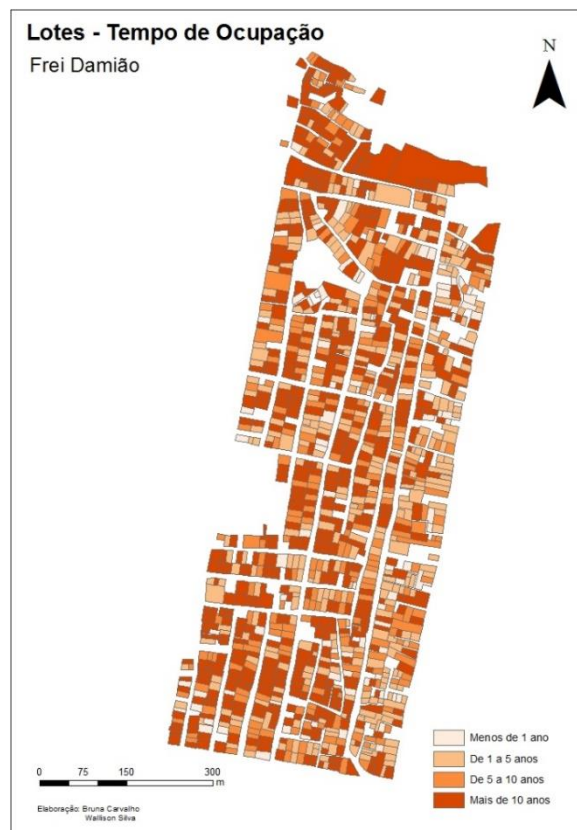 Lotes - Tempo de Ocupação
Frei Damião
N
Menos de 1 ano
De 1 a 5 anos
De 5 a 10 anos
Mais de 10 anos
0 75 150 300
m
Elaboração: Bruna Carvalho
Wallison Silva